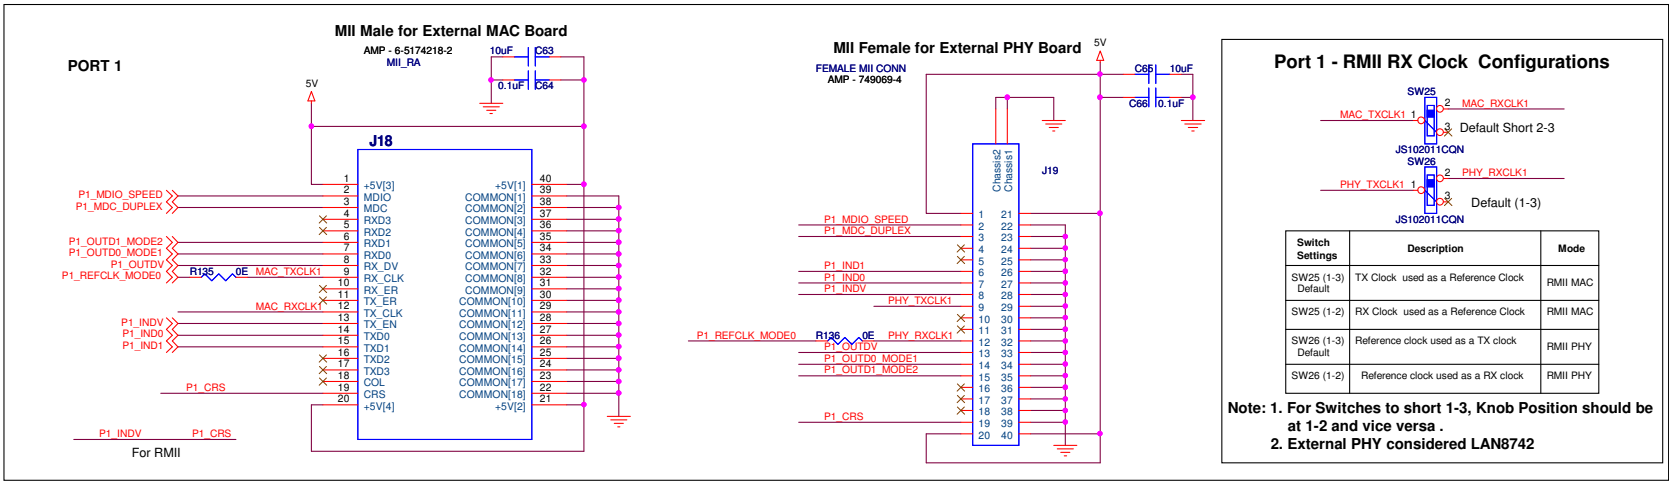 PORT 1
MII Male for External MAC Board
AMP - 6-5174218-2
MII_RA
10uF C63
0.1uF C64
5V
J18
1 +5V[3] +5V[1] 40
P1_MDIO_SPEED 2 MDIO COMMON[1] 39
P1_MDC_DUPLEX 3 MDC COMMON[2] 38
4 RXD3 COMMON[3] 37
5 RXD2 COMMON[4] 36
P1_OUTD1_MODE2 6 RXD1 COMMON[5] 35
P1_OUTD0_MODE1 7 RXD0 COMMON[6] 34
P1_OUTDV 8 RX_DV COMMON[7] 33
P1_REFCLK_MODE0 R135 0E MAC_TXCLK1 9 RX_CLK COMMON[8] 32
10 RX_ER COMMON[9] 31
11 TX_ER COMMON[10] 30
MAC_RXCLK1 12 TX_CLK COMMON[11] 29
P1_INDV 13 TX_EN COMMON[12] 28
P1_IND0 14 TXD0 COMMON[13] 27
P1_IND1 15 TXD1 COMMON[14] 26
16 TXD2 COMMON[15] 25
17 TXD3 COMMON[16] 24
18 COL COMMON[17] 23
P1_CRS 19 CRS COMMON[18] 22
20 +5V[4] +5V[2] 21
P1_INDV P1_CRS
For RMII
MII Female for External PHY Board
FEMALE MII CONN
AMP - 749069-4
5V
C65 10uF
C66 0.1uF
Chassis2
Chassis1
J19
1 21
P1_MDIO_SPEED 2 22
P1_MDC_DUPLEX 3 23
4 24
5 25
P1_IND1 6 26
P1_IND0 7 27
P1_INDV 8 28
PHY_TXCLK1 9 29
10 30
11 31
P1_REFCLK_MODE0 R136 0E PHY_RXCLK1 12 32
P1_OUTDV 13 33
P1_OUTD0_MODE1 14 34
P1_OUTD1_MODE2 15 35
16 36
17 37
18 38
P1_CRS 19 39
20 40
Port 1 - RMII RX Clock Configurations
SW25
MAC_TXCLK1 1 2 MAC_RXCLK1
3 Default Short 2-3
JS102011CQN
SW26
PHY_TXCLK1 1 2 PHY_RXCLK1
3 Default (1-3)
JS102011CQN
Switch Settings Description Mode
SW25 (1-3) Default TX Clock used as a Reference Clock RMII MAC
SW25 (1-2) RX Clock used as a Reference Clock RMII MAC
SW26 (1-3) Default Reference clock used as a TX clock RMII PHY
SW26 (1-2) Reference clock used as a RX clock RMII PHY
Note: 1. For Switches to short 1-3, Knob Position should be
at 1-2 and vice versa .
2. External PHY considered LAN8742